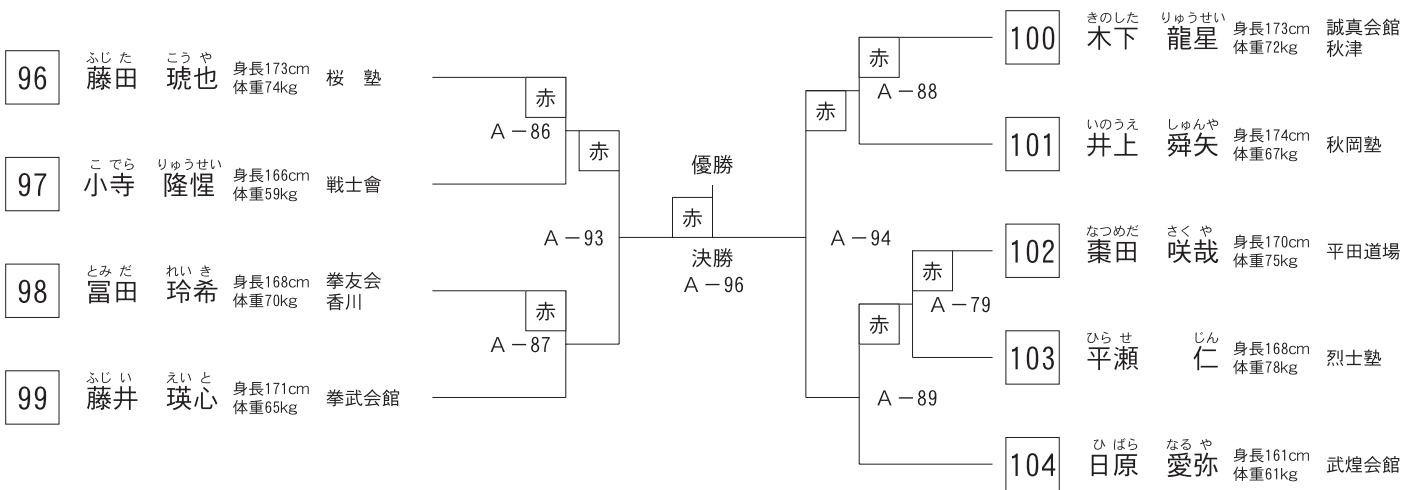 96
ふじ た こう や
藤田 琥也
身長173cm
体重74kg
桜 塾
97
こ でら りゅうせい
小寺 隆惺
身長166cm
体重59kg
戦士會
98
とみ だ れい き
冨田 玲希
身長168cm
体重70kg
拳友会
香川
99
ふじ い えい と
藤井 瑛心
身長171cm
体重65kg
拳武会館
赤
A－86
赤
A－93
赤
A－87
優勝
赤
決勝
A－96
赤
A－88
赤
A－94
赤
A－79
赤
A－89
100
きのした りゅうせい
木下 龍星
身長173cm
体重72kg
誠真会館
秋津
101
いのうえ しゅんや
井上 舜矢
身長174cm
体重67kg
秋岡塾
102
なつめだ さく や
棗田 咲哉
身長170cm
体重75kg
平田道場
103
ひら せ じん
平瀬 仁
身長168cm
体重78kg
烈士塾
104
ひ ばら なる や
日原 愛弥
身長161cm
体重61kg
武煌会館